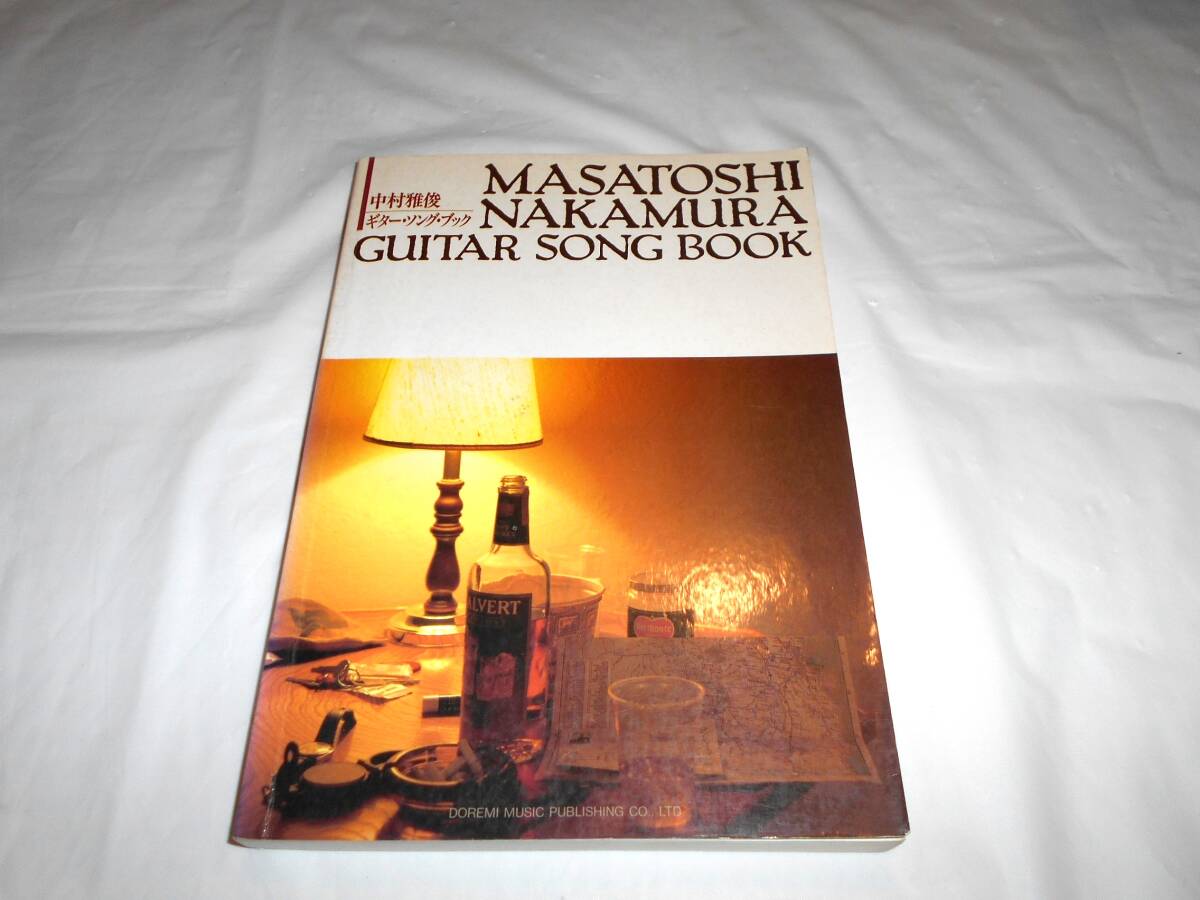 中村雅俊
ギター・ソング・ブック
MASATOSHI
NAKAMURA
GUITAR SONG BOOK
ALVERT
DOREMI MUSIC PUBLISHING CO., LTD